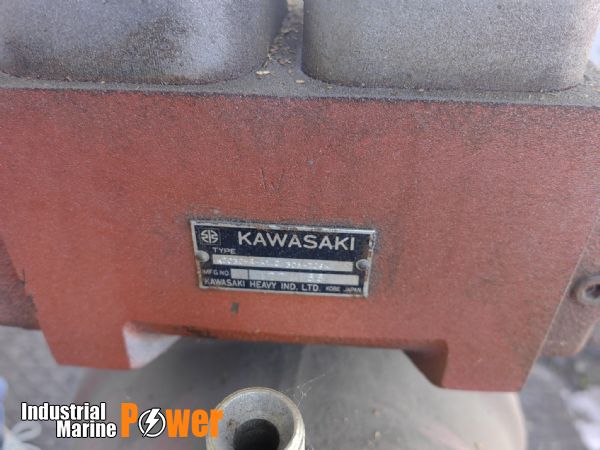 W
KAWASAKI
TYPE
MFG.NO.
KAWASAKI HEAVY IND. LTD. KOBE JAPAN
Industrial
Marine Power